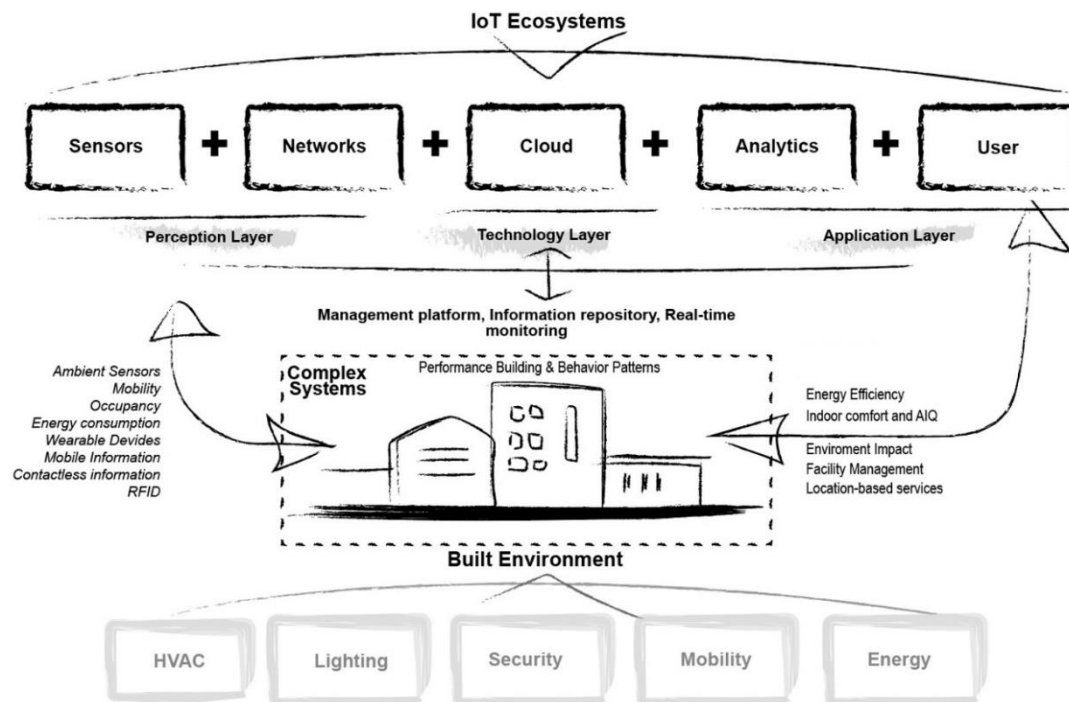 IoT Ecosystems
Sensors + Networks + Cloud + Analytics + User
Perception Layer
Technology Layer
Application Layer
Management platform, Information repository, Real-time
monitoring
Ambient Sensors
Mobility
Occupancy
Energy consumption
Wearable Devides
Mobile Information
Contactless information
RFID
Complex
Systems
Performance Building & Behavior Patterns
Energy Efficiency
Indoor comfort and AIQ
Enviroment Impact
Facility Management
Location-based services
Built Environment
HVAC
Lighting
Security
Mobility
Energy